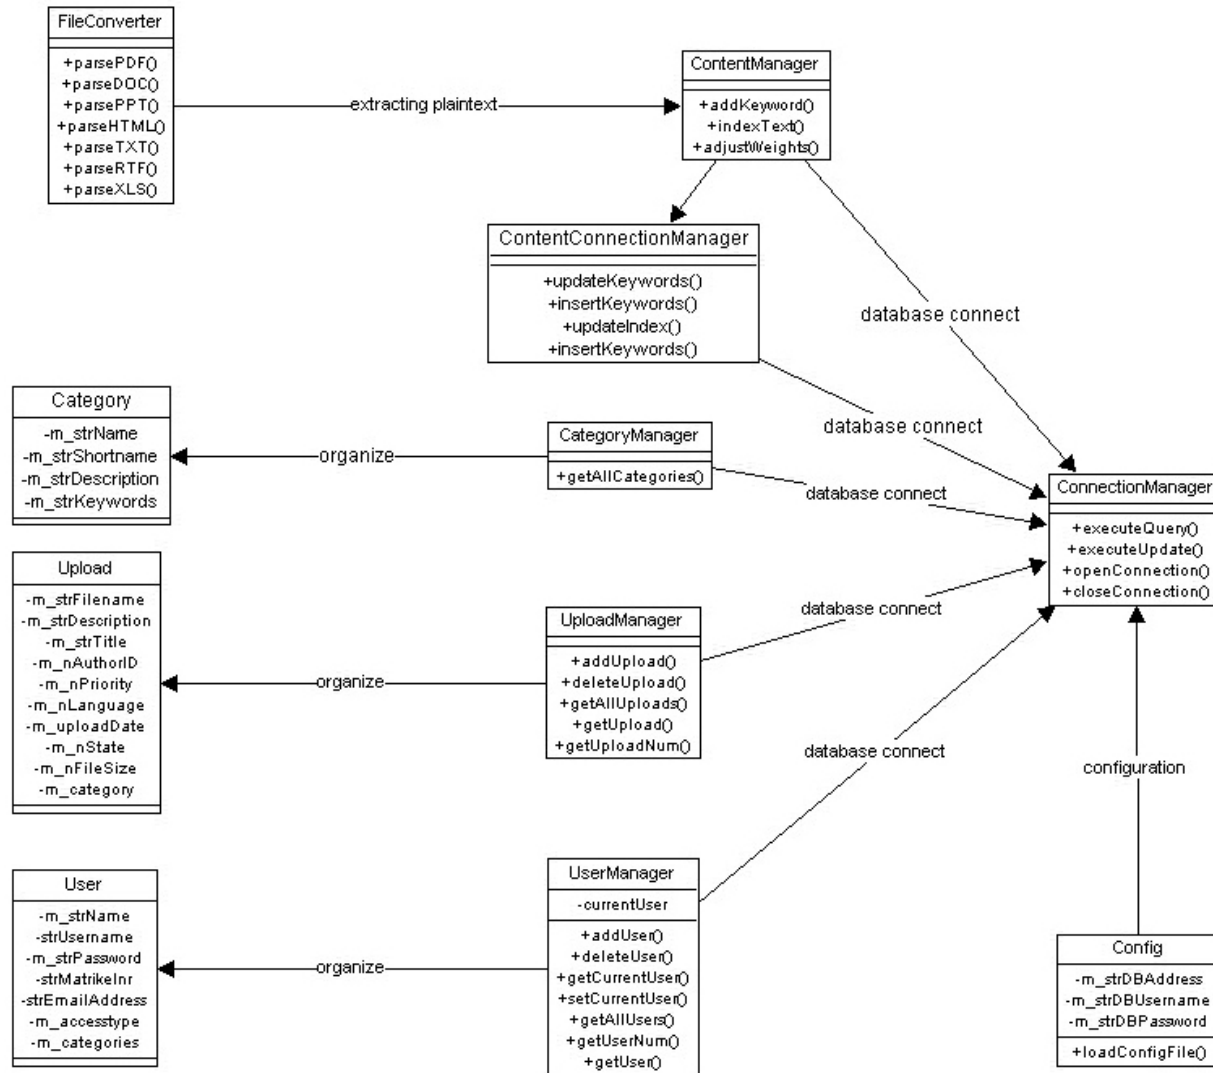 FileConverter
+parsePDF()
+parseDOC()
+parsePPT()
+parseHTML()
+parseTXT()
+parseRTF()
+parseXLS()
extracting plaintext
ContentManager
+addKeyword()
+indexText()
+adjustWeights()
ContentConnectionManager
+updateKeywords()
+insertKeywords()
+updateIndex()
+insertKeywords()
database connect
database connect
Category
-m_strName
-m_strShortname
-m_strDescription
-m_strKeywords
organize
CategoryManager
+getAllCategories()
database connect
ConnectionManager
+executeQuery()
+executeUpdate()
+openConnection()
+closeConnection()
Upload
-m_strFilename
-m_strDescription
-m_strTitle
-m_nAuthorID
-m_nPriority
-m_nLanguage
-m_uploadDate
-m_nState
-m_nFileSize
-m_category
organize
UploadManager
+addUpload()
+deleteUpload()
+getAllUploads()
+getUpload()
+getUploadNum()
database connect
database connect
configuration
User
-m_strName
-strUsername
-m_strPassword
-strMatrikelnr
-strEmailAddress
-m_accesstype
-m_categories
organize
UserManager
-currentUser
+addUser()
+deleteUser()
+getCurrentUser()
+setCurrentUser()
+getAllUsers()
+getUserNum()
+getUser()
Config
-m_strDBAddress
-m_strDBUsername
-m_strDBPassword
+loadConfigFile()